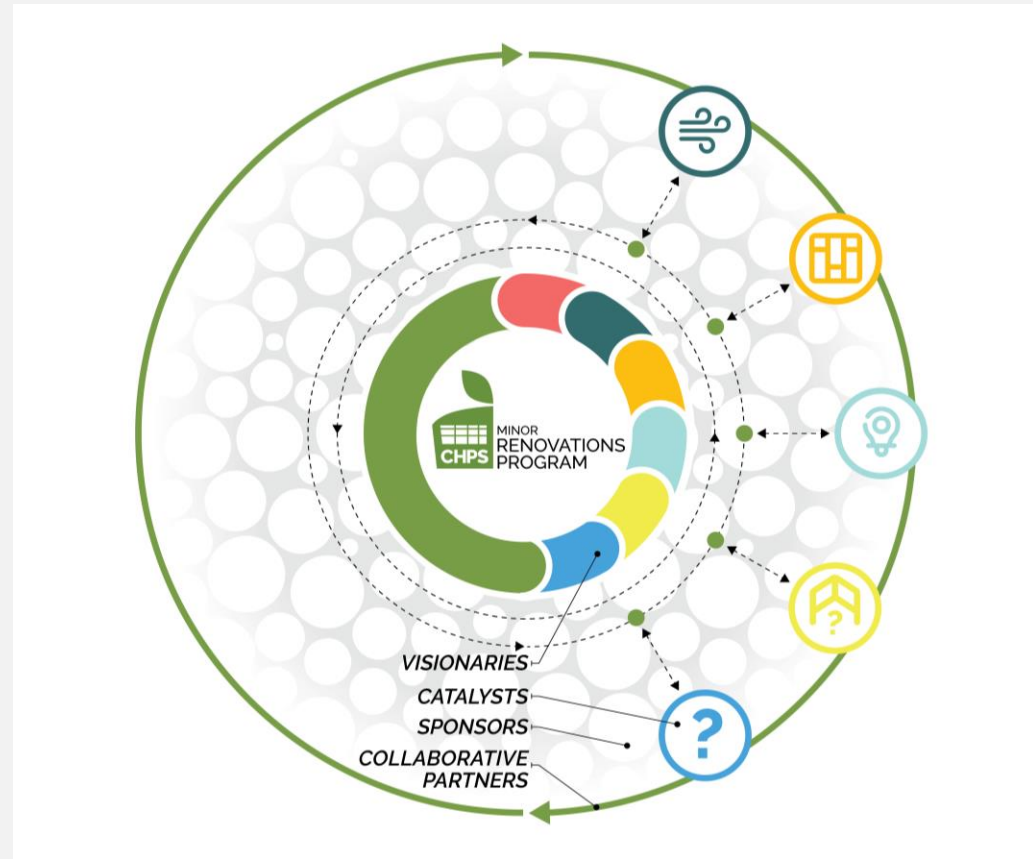 CHPS
MINOR
RENOVATIONS
PROGRAM
?
VISIONARIES
CATALYSTS
SPONSORS
COLLABORATIVE
PARTNERS
?